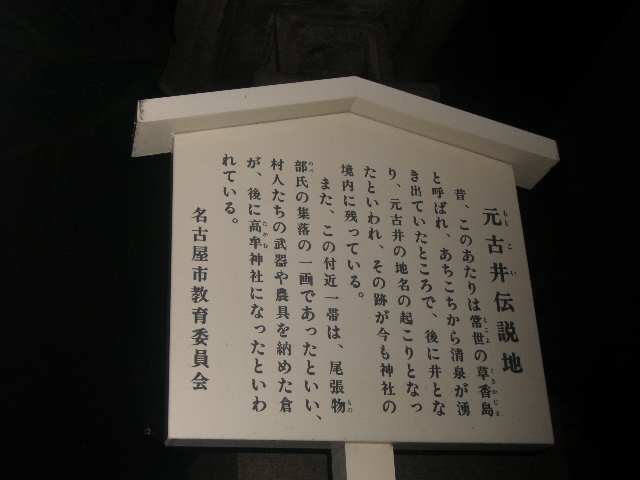 元古井伝説地
昔、このあたりは常世の草香島
と呼ばれ、あちこちから清泉が湧
き出ていたところで、後に井とな
り、元古井の地名の起こりとなっ
たといわれ、その跡が今も神社の
境内に残っている。
また、この付近一帯は、尾張物
部氏の集落の一画であったといい、
村人たちの武器や農具を納めた倉
が、後に高牟神社になったといわ
れている。
名古屋市教育委員会